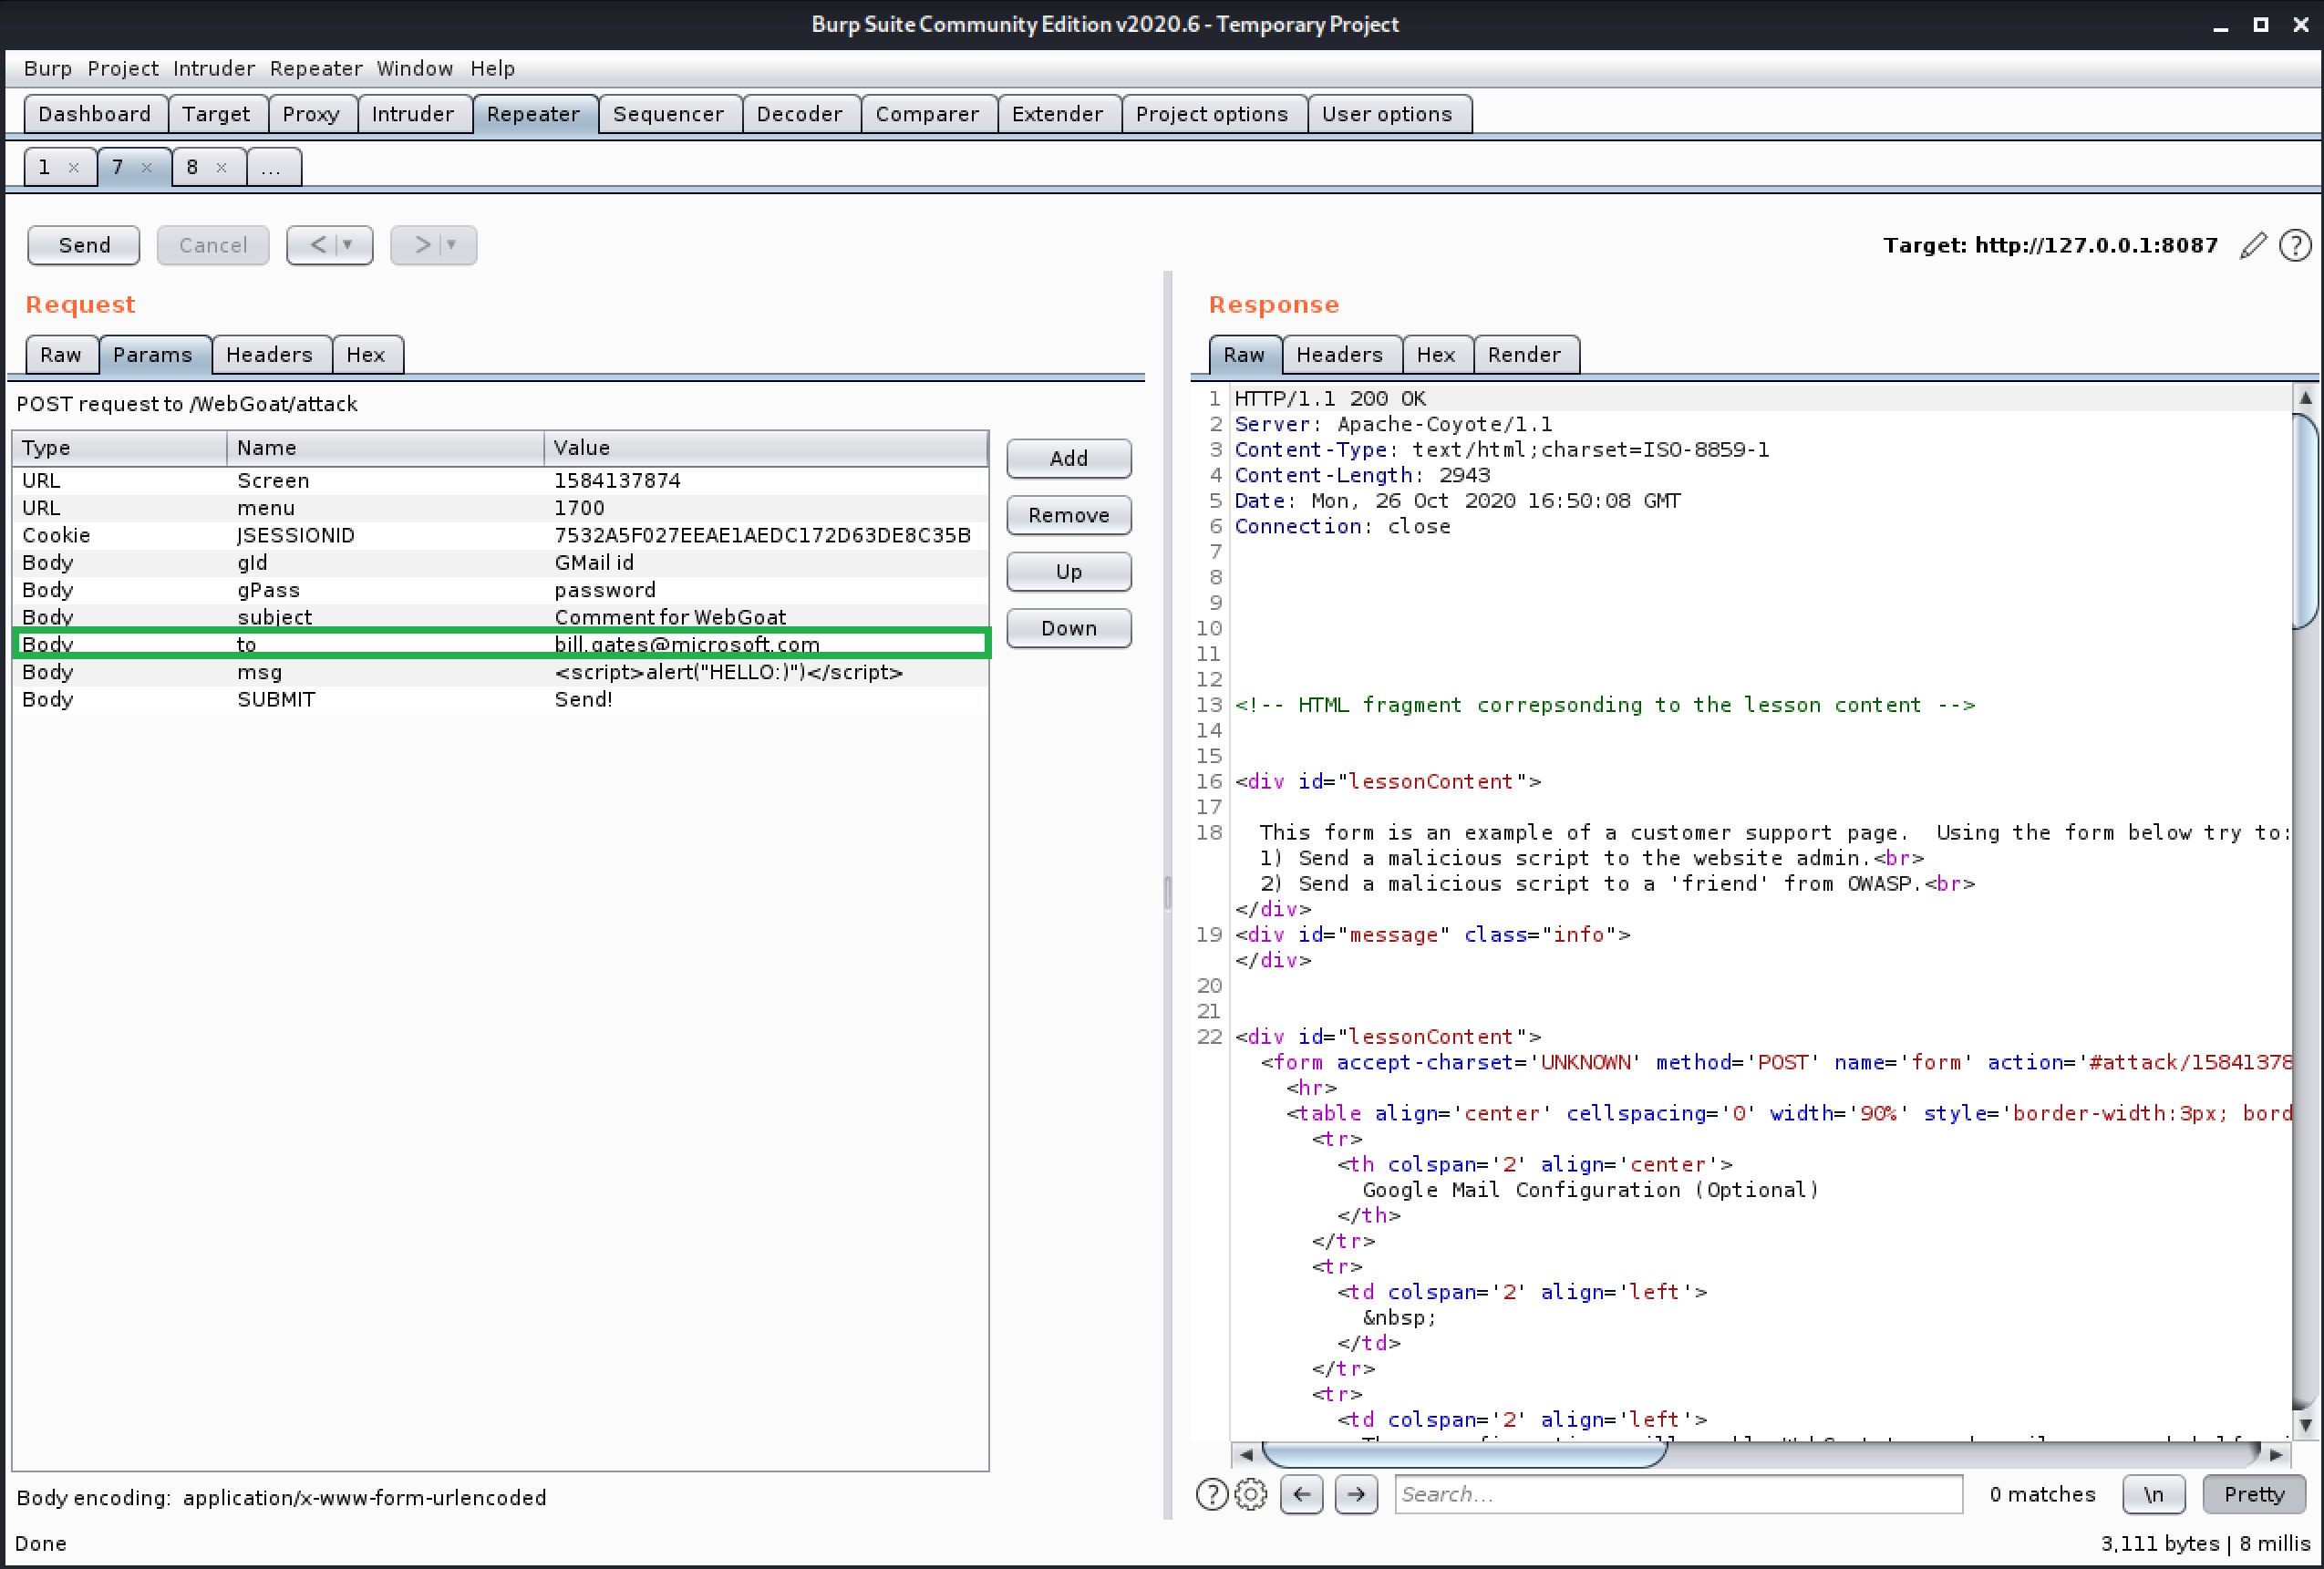 Burp Suite Community Edition v2020.6 - Temporary Project
Burp Project Intruder Repeater Window Help
Dashboard Target Proxy Intruder Repeater Sequencer Decoder Comparer Extender Project options User options
1 × 7 × 8 × ...
Send Cancel < > Target: http://127.0.0.1:8087 ?
Request
Raw Params Headers Hex
POST request to /WebGoat/attack
Type Name Value
URL Screen 1584137874
URL menu 1700
Cookie JSESSIONID 7532A5F027EEAE1AEDC172D63DE8C35B
Body gId GMail id
Body gPass password
Body subject Comment for WebGoat
Body to bill.gates@microsoft.com
Body msg <script>alert("HELLO:)")</script>
Body SUBMIT Send!
Add
Remove
Up
Down
Body encoding: application/x-www-form-urlencoded
Done
Response
Raw Headers Hex Render
1 HTTP/1.1 200 OK
2 Server: Apache-Coyote/1.1
3 Content-Type: text/html;charset=ISO-8859-1
4 Content-Length: 2943
5 Date: Mon, 26 Oct 2020 16:50:08 GMT
6 Connection: close
7
8
9
10
11
12
13 <!-- HTML fragment correpsonding to the lesson content -->
14
15
16 <div id="lessonContent">
17
18 This form is an example of a customer support page.  Using the form below try to:
1) Send a malicious script to the website admin.<br>
2) Send a malicious script to a 'friend' from OWASP.<br>
</div>
19 <div id="message" class="info">
</div>
20
21
22 <div id="lessonContent">
<form accept-charset='UNKNOWN' method='POST' name='form' action='#attack/15841378
<hr>
<table align='center' cellspacing='0' width='90%' style='border-width:3px; bord
<tr>
<th colspan='2' align='center'>
Google Mail Configuration (Optional)
</th>
</tr>
<tr>
<td colspan='2' align='left'>
&nbsp;
</td>
</tr>
<tr>
<td colspan='2' align='left'>
? Search... 0 matches \n Pretty
3,111 bytes | 8 millis